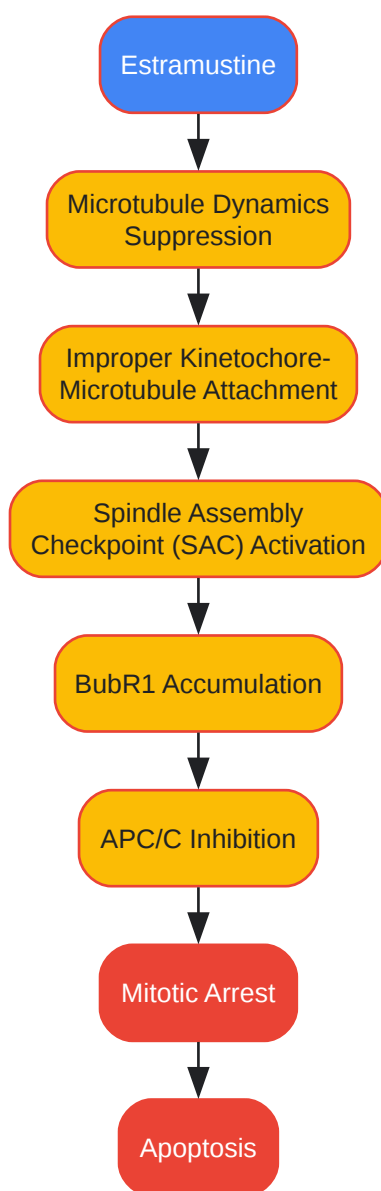 Estramustine
Microtubule Dynamics
Suppression
Improper Kinetochore-
Microtubule Attachment
Spindle Assembly
Checkpoint (SAC) Activation
BubR1 Accumulation
APC/C Inhibition
Mitotic Arrest
Apoptosis